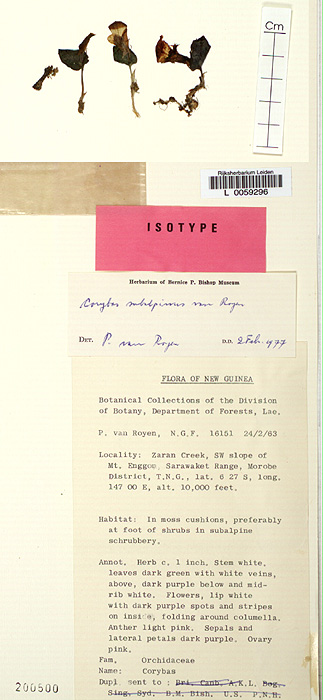 Cm
Rijksherbarium Leiden
L 0059296
ISOTYPE
Herbarium of Bernice P. Bishop Museum
Corybas subalpinus van Royen
DET. P. van Royen D.D. 2 Feb. 1977
FLORA OF NEW GUINEA
Botanical Collections of the Division
of Botany, Department of Forests, Lae.
P. van Royen, N.G.F. 16151 24/2/63
Locality: Zaran Creek, SW slope of
Mt. Enggom, Sarawaket Range, Morobe
District, T.N.G., lat. 6 27 S, long.
147 00 E, alt. 10,000 feet.
Habitat: In moss cushions, preferably
at foot of shrubs in subalpine
schrubbery.
Annot. Herb c. 1 inch. Stem white.
leaves dark green with white veins,
above, dark purple below and mid-
rib white. Flowers, lip white
with dark purple spots and stripes
on inside, folding around columella.
Anther light pink. Sepals and
lateral petals dark purple. Ovary
pink.
Fam, Orchidaceae
Name: Corybas
Dupl. sent to : Bri. Canb. A.K.L. Bog.
Sing. Syd. B.M. Bish. U.S. P.N.H.
200500